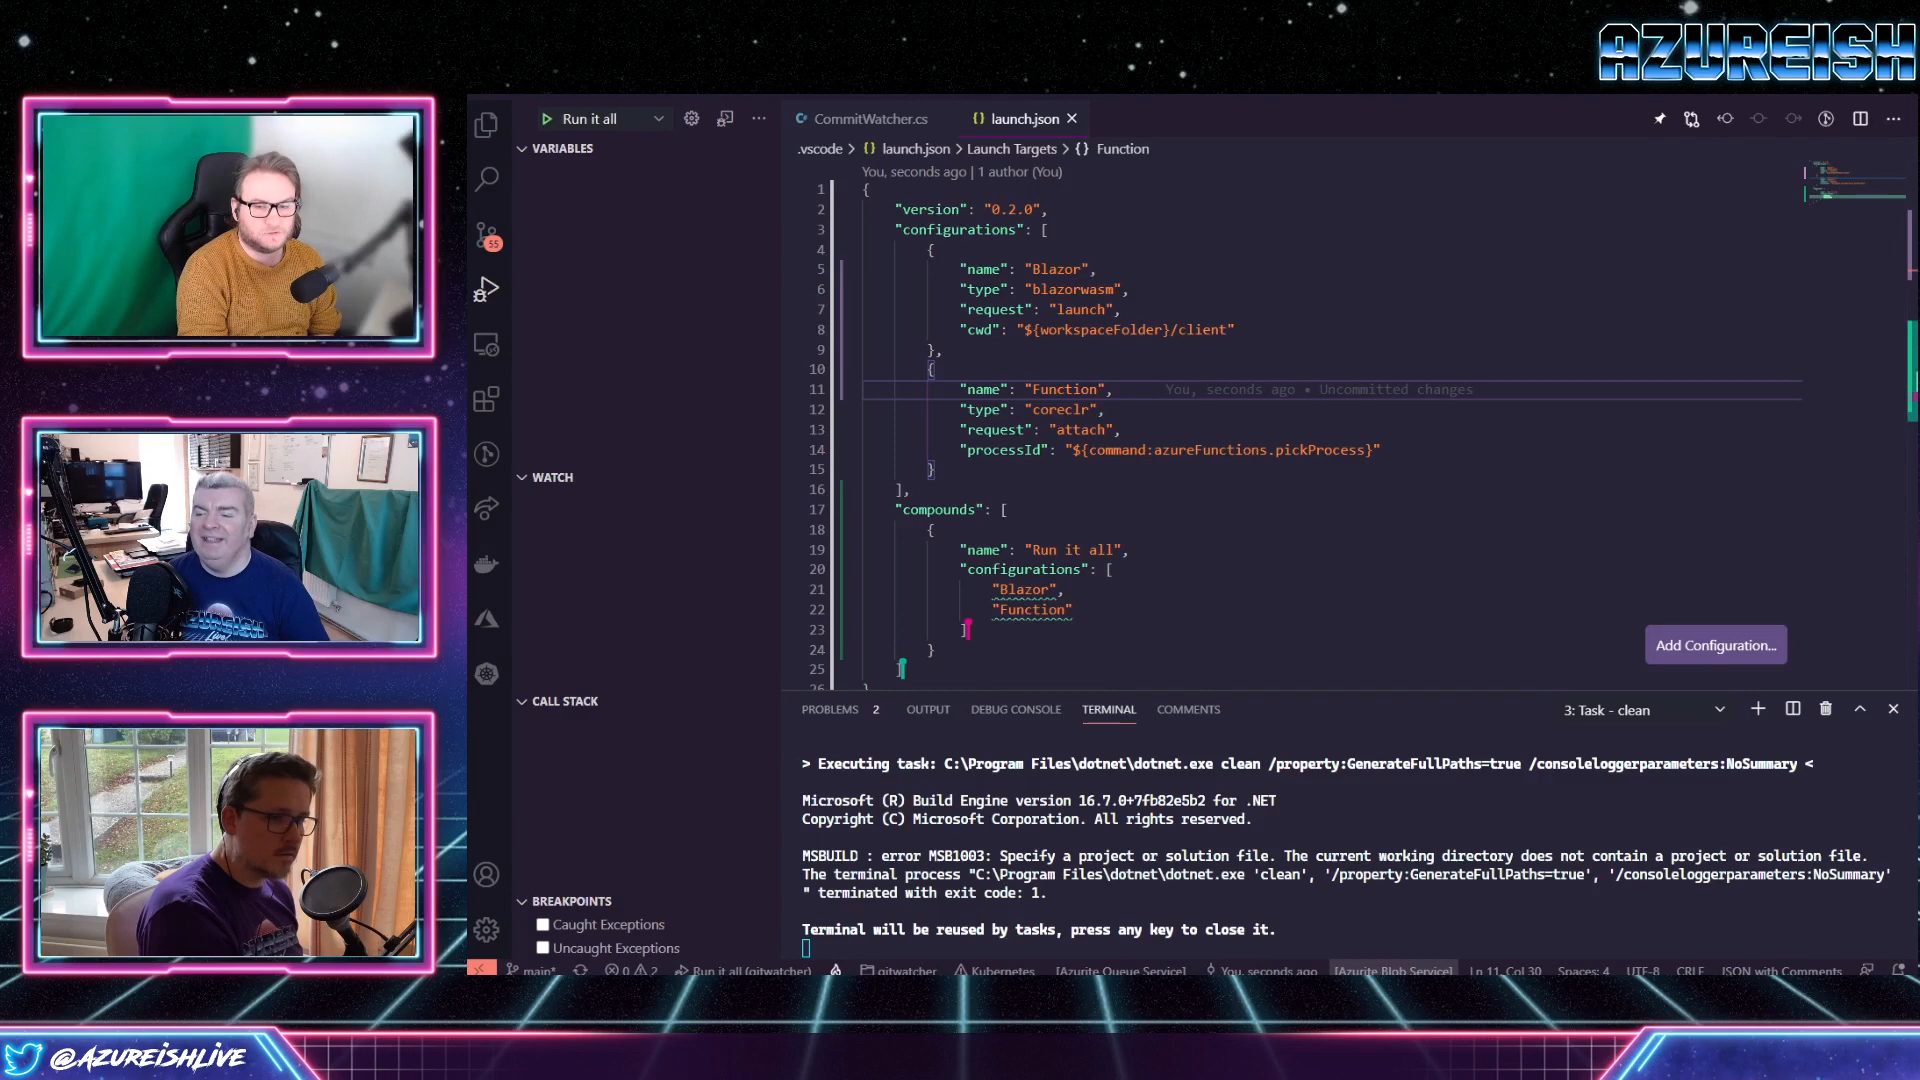 AZUREISH
Run it all
CommitWatcher.cs
{} launch.json
VARIABLES
WATCH
CALL STACK
BREAKPOINTS
Caught Exceptions
Uncaught Exceptions
55
.vscode > {} launch.json > Launch Targets > {} Function
You, seconds ago | 1 author (You)
1 {
2 "version": "0.2.0",
3 "configurations": [
4 {
5 "name": "Blazor",
6 "type": "blazorwasm",
7 "request": "launch",
8 "cwd": "${workspaceFolder}/client"
9 },
10 {
11 "name": "Function", You, seconds ago • Uncommitted changes
12 "type": "coreclr",
13 "request": "attach",
14 "processId": "${command:azureFunctions.pickProcess}"
15 }
16 ],
17 "compounds": [
18 {
19 "name": "Run it all",
20 "configurations": [
21 "Blazor",
22 "Function"
23 ]
24 }
25 ]
26 }
Add Configuration...
PROBLEMS 2 OUTPUT DEBUG CONSOLE TERMINAL COMMENTS 3: Task - clean
> Executing task: C:\Program Files\dotnet\dotnet.exe clean /property:GenerateFullPaths=true /consoleloggerparameters:NoSummary <
Microsoft (R) Build Engine version 16.7.0+7fb82e5b2 for .NET
Copyright (C) Microsoft Corporation. All rights reserved.
MSBUILD : error MSB1003: Specify a project or solution file. The current working directory does not contain a project or solution file.
The terminal process "C:\Program Files\dotnet\dotnet.exe 'clean', '/property:GenerateFullPaths=true', '/consoleloggerparameters:NoSummary'
" terminated with exit code: 1.
Terminal will be reused by tasks, press any key to close it.
main* 0 2 Run it all (gitwatcher) gitwatcher Kubernetes [Azurite Queue Service] You, seconds ago [Azurite Blob Service] Ln 11, Col 30 Spaces: 4 UTF-8 CRLF JSON with Comments
@AZUREISHLIVE